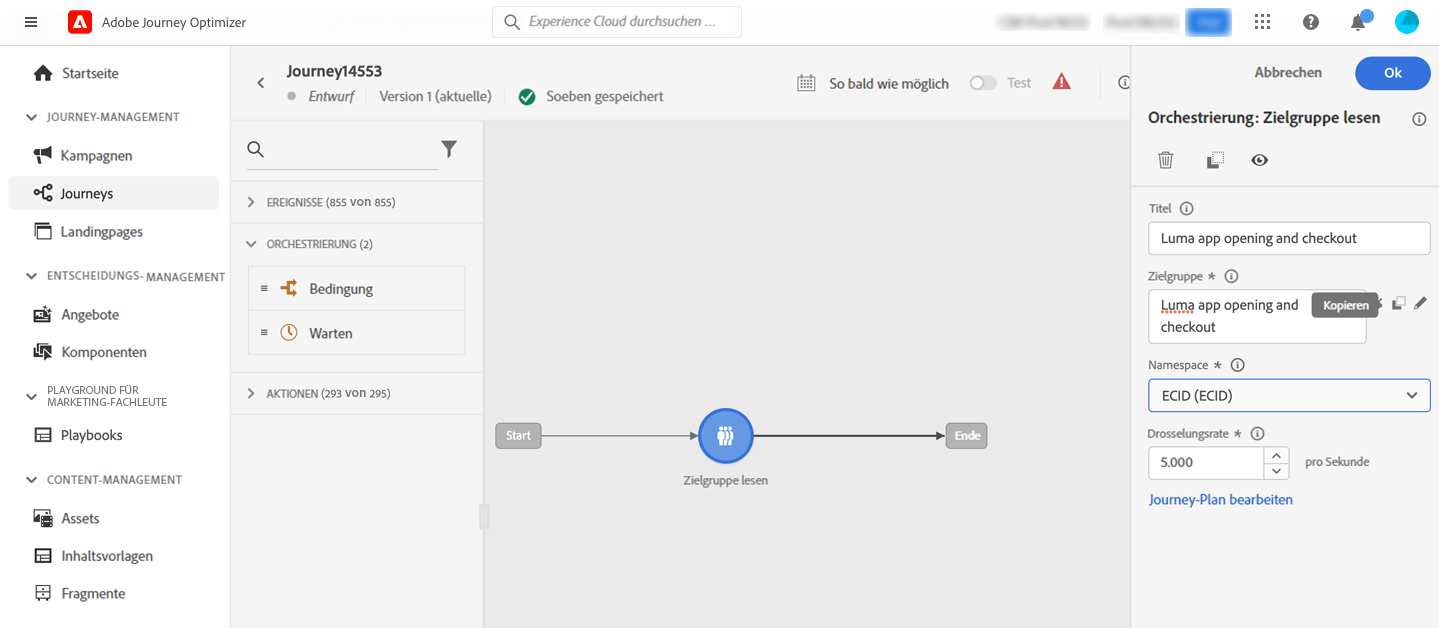 Adobe Journey Optimizer
Experience Cloud durchsuchen ...
Startseite
JOURNEY-MANAGEMENT
Kampagnen
Journeys
Landingpages
ENTSCHEIDUNGS- MANAGEMENT
Angebote
Komponenten
PLAYGROUND FÜR
MARKETING-FACHLEUTE
Playbooks
CONTENT-MANAGEMENT
Assets
Inhaltsvorlagen
Fragmente
Journey14553
Entwurf
Version 1 (aktuelle)
Soeben gespeichert
So bald wie möglich
Test
EREIGNISSE (855 von 855)
ORCHESTRIERUNG (2)
Bedingung
Warten
AKTIONEN (293 von 295)
Start
Zielgruppe lesen
Ende
Abbrechen
Ok
Orchestrierung: Zielgruppe lesen
Titel
Luma app opening and checkout
Zielgruppe *
Luma app opening and
checkout
Kopieren
Namespace *
ECID (ECID)
Drosselungsrate *
5.000
pro Sekunde
Journey-Plan bearbeiten